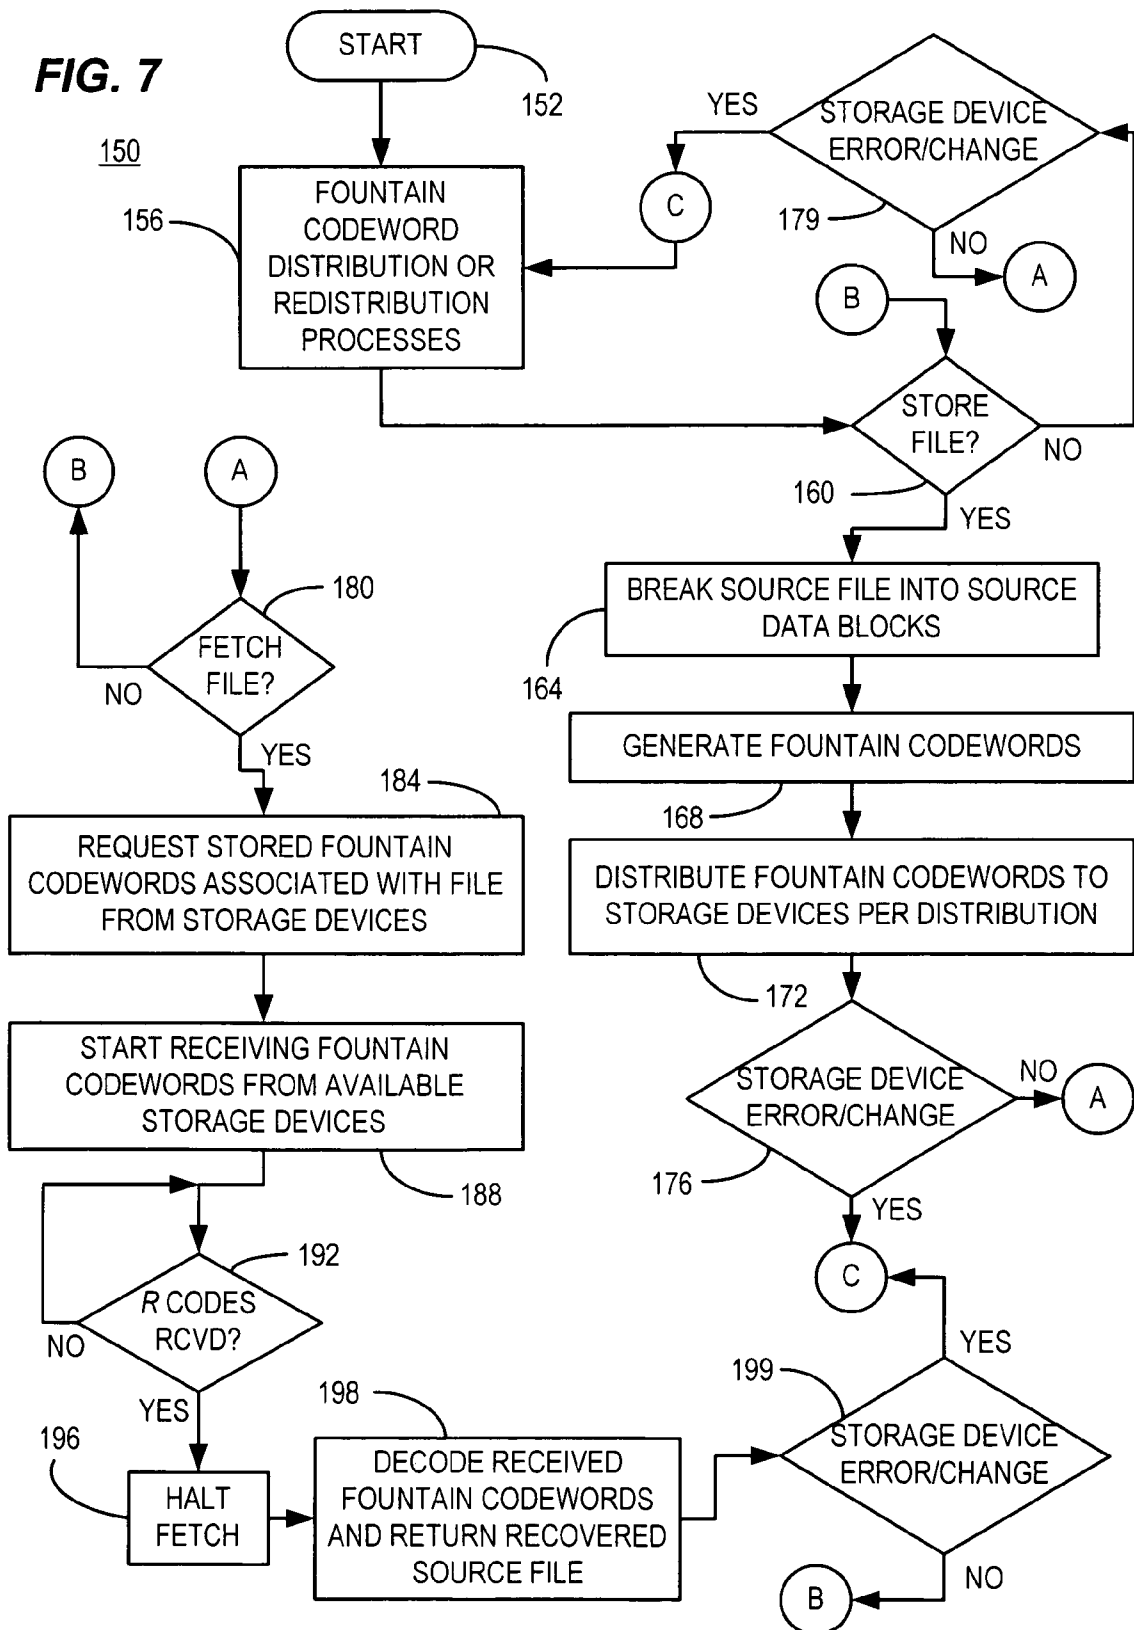 FIG. 7
150
START
152
FOUNTAIN
CODEWORD
DISTRIBUTION OR
REDISTRIBUTION
PROCESSES
156
YES
STORAGE DEVICE
ERROR/CHANGE
179
C
NO
A
B
STORE
FILE?
NO
160
YES
BREAK SOURCE FILE INTO SOURCE
DATA BLOCKS
164
GENERATE FOUNTAIN CODEWORDS
168
DISTRIBUTE FOUNTAIN CODEWORDS TO
STORAGE DEVICES PER DISTRIBUTION
172
STORAGE DEVICE
ERROR/CHANGE
NO
A
176
YES
C
B
A
180
FETCH
FILE?
NO
YES
184
REQUEST STORED FOUNTAIN
CODEWORDS ASSOCIATED WITH FILE
FROM STORAGE DEVICES
START RECEIVING FOUNTAIN
CODEWORDS FROM AVAILABLE
STORAGE DEVICES
188
192
R CODES
RCVD?
NO
YES
196
HALT
FETCH
198
DECODE RECEIVED
FOUNTAIN CODEWORDS
AND RETURN RECOVERED
SOURCE FILE
YES
199
STORAGE DEVICE
ERROR/CHANGE
NO
B